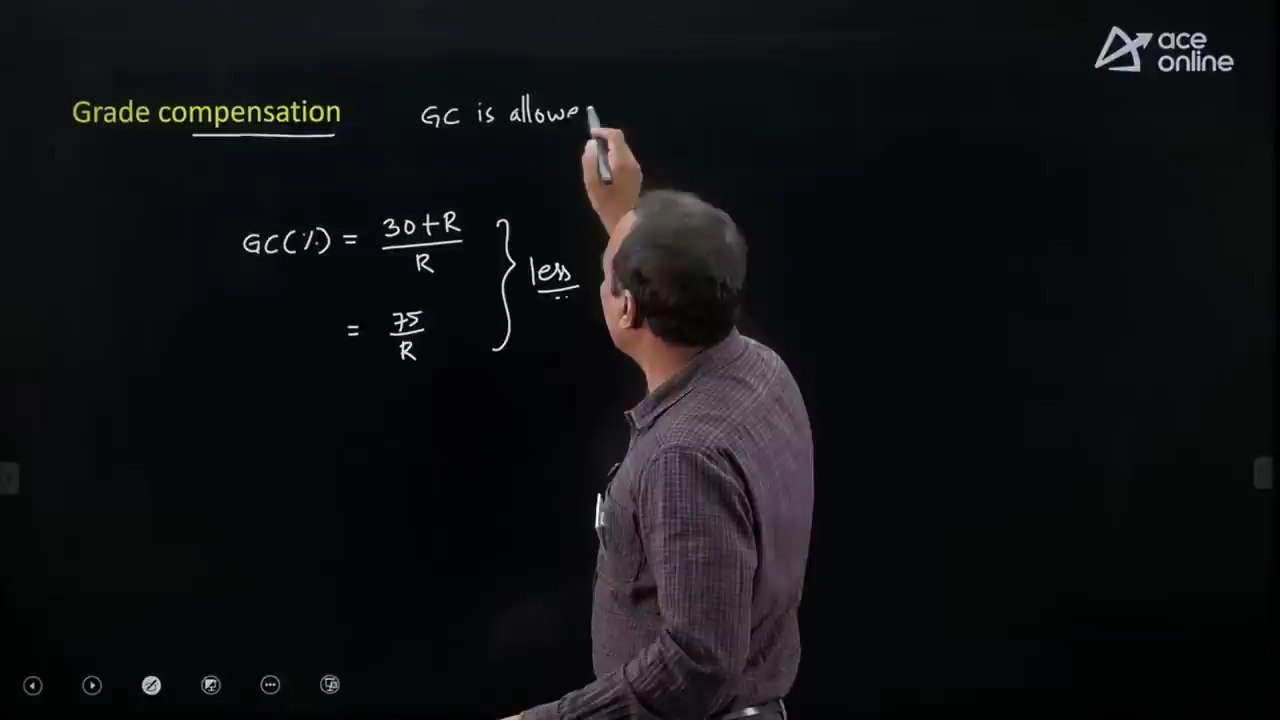 ace
online
Grade compensation
GC is allowe
GC(%) = 30+R / R
= 75 / R
less